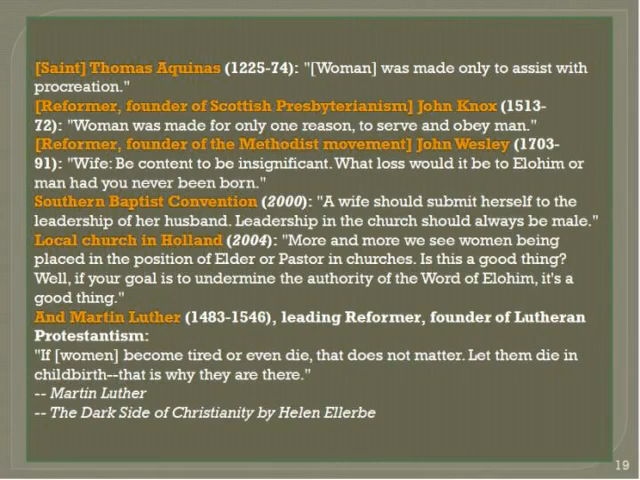 [Saint] Thomas Aquinas (1225-74): "[Woman] was made only to assist with
procreation."
[Reformer, founder of Scottish Presbyterianism] John Knox (1513-
72): "Woman was made for only one reason, to serve and obey man."
[Reformer, founder of the Methodist movement] John Wesley (1703-
91): "Wife: Be content to be insignificant. What loss would it be to Elohim or
man had you never been born."
Southern Baptist Convention (2000): "A wife should submit herself to the
leadership of her husband. Leadership in the church should always be male."
Local church in Holland (2004): "More and more we see women being
placed in the position of Elder or Pastor in churches. Is this a good thing?
Well, if your goal is to undermine the authority of the Word of Elohim, it's a
good thing."
And Martin Luther (1483-1546), leading Reformer, founder of Lutheran
Protestantism:
"If [women] become tired or even die, that does not matter. Let them die in
childbirth--that is why they are there."
-- Martin Luther
-- The Dark Side of Christianity by Helen Ellerbe
19